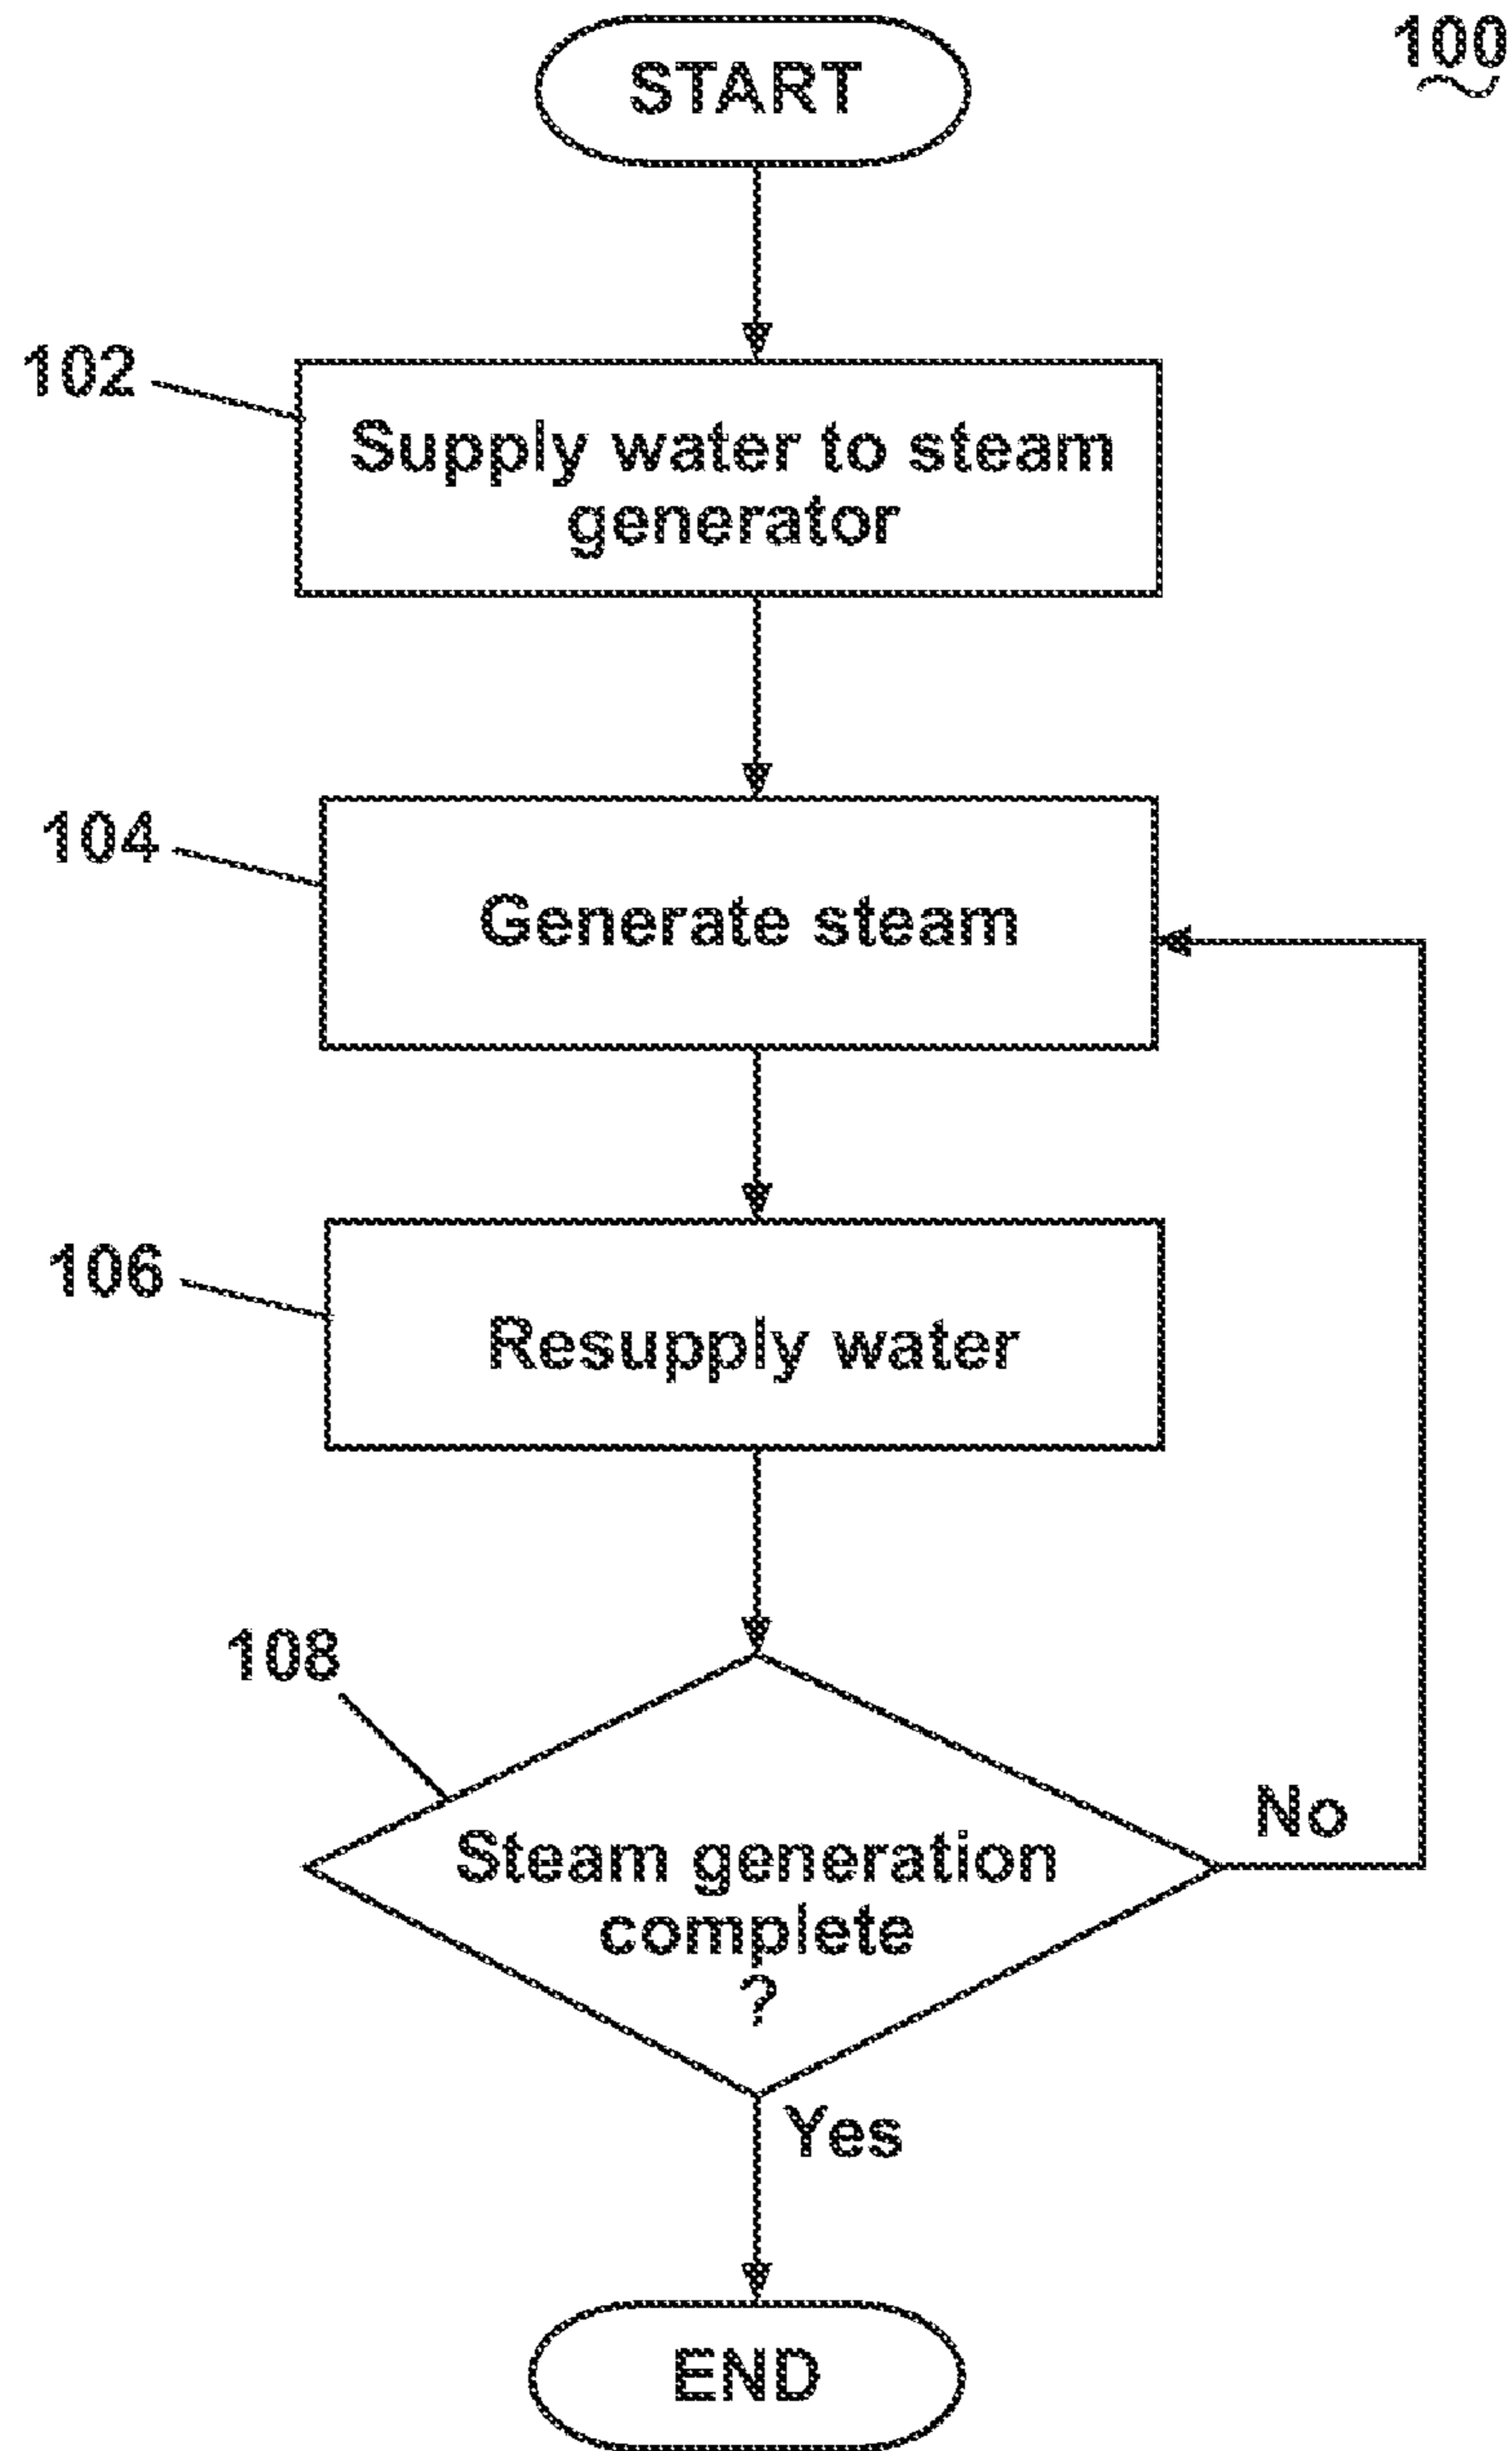 START
100
102
Supply water to steam
generator
104
Generate steam
106
Resupply water
108
Steam generation
complete
?
No
Yes
END